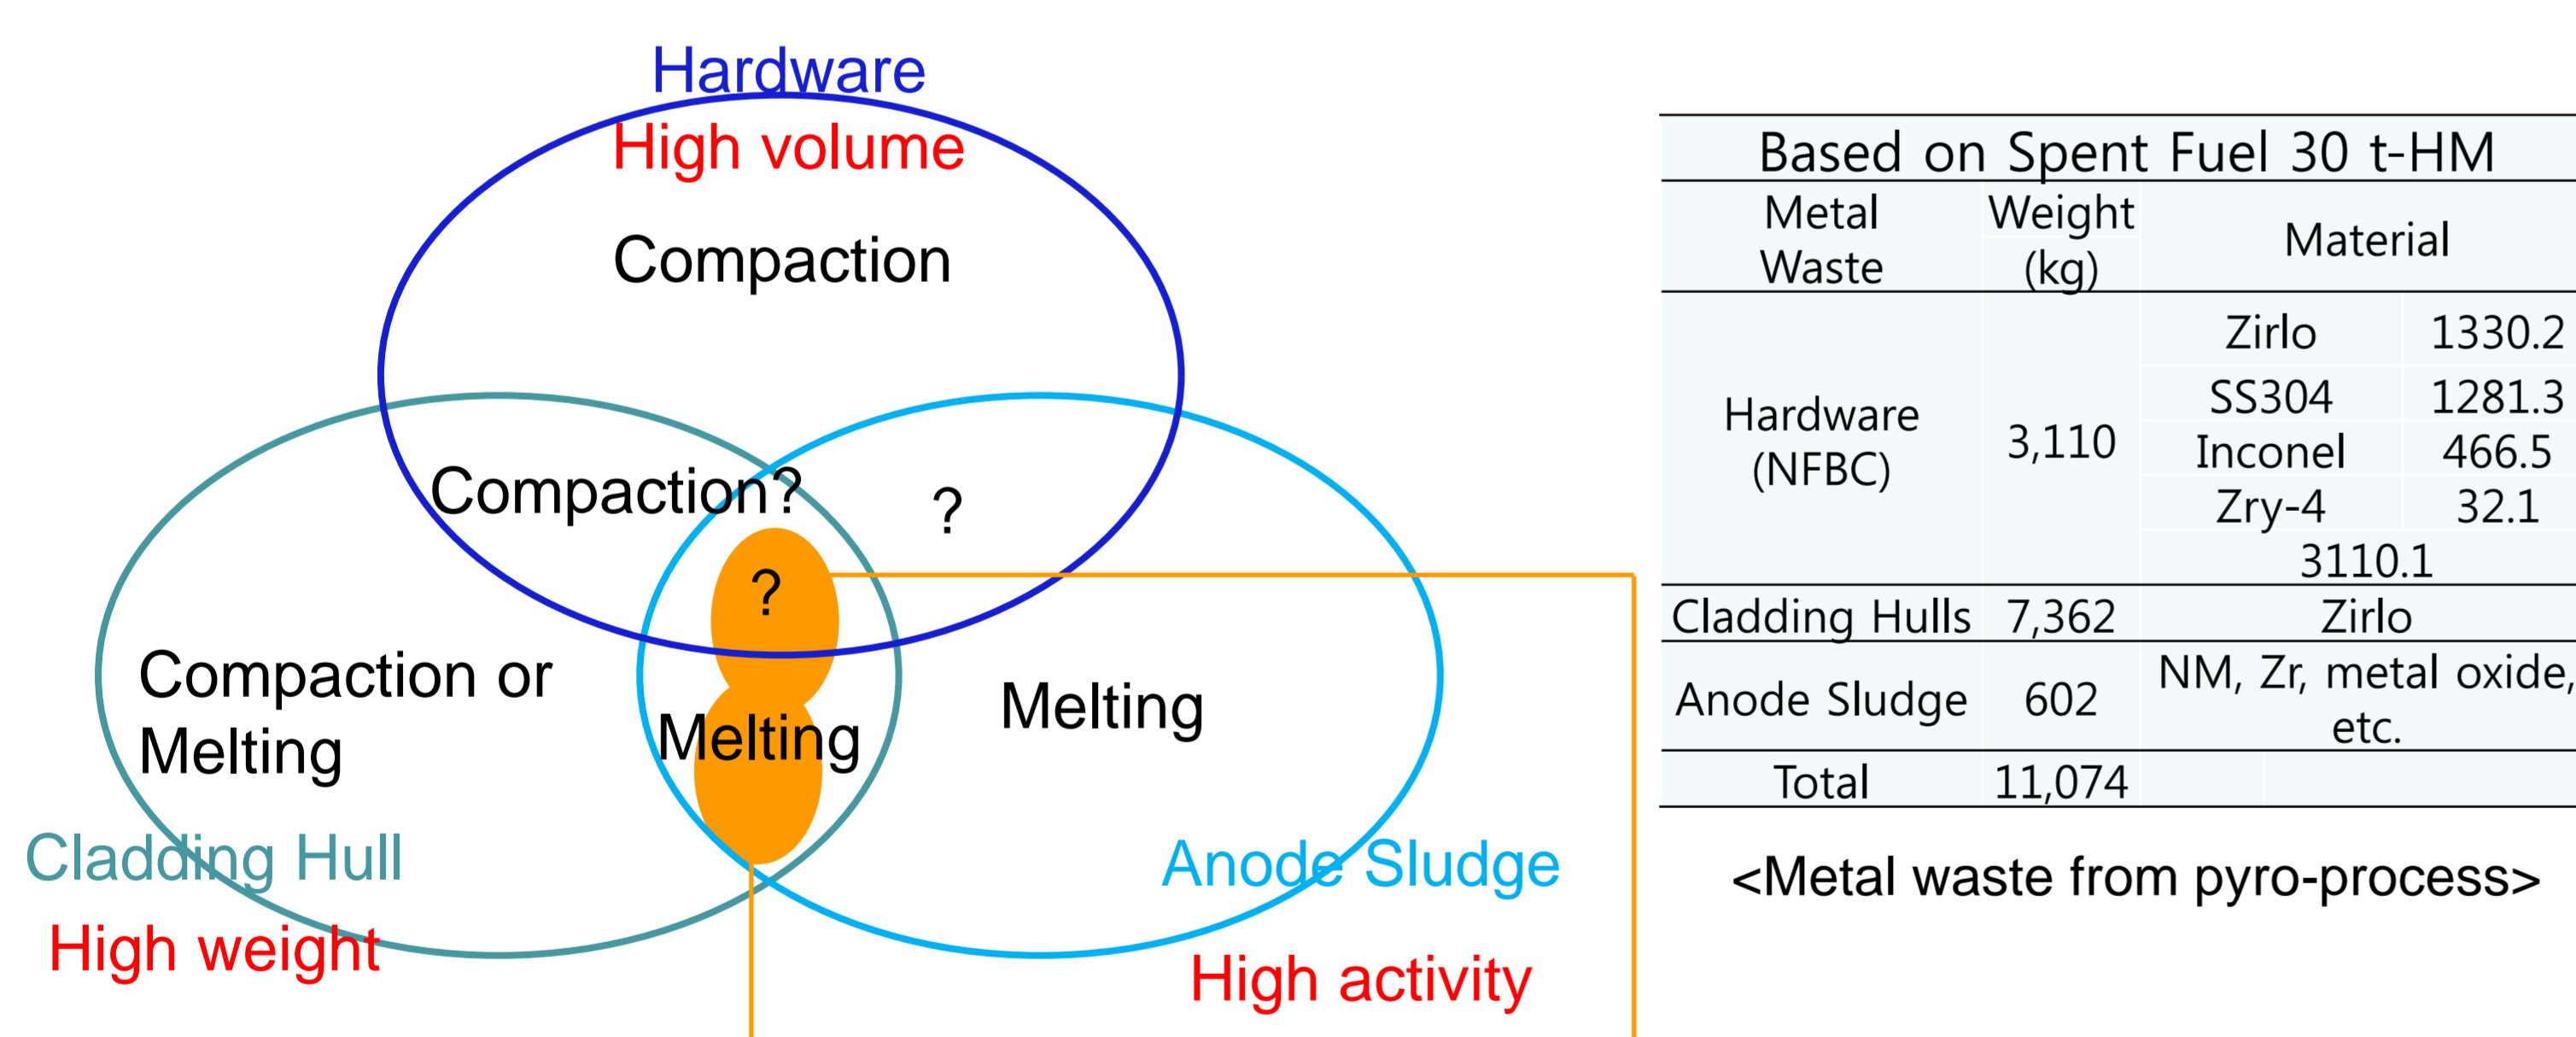 Hardware
High volume
Compaction
Compaction?
?
?
Compaction or
Melting
Melting
Melting
Cladding Hull
High weight
Anode Sludge
High activity
Based on Spent Fuel 30 t-HM
Metal Waste Weight (kg) Material
Hardware (NFBC) 3,110 Zirlo 1330.2
SS304 1281.3
Inconel 466.5
Zry-4 32.1
3110.1
Cladding Hulls 7,362 Zirlo
Anode Sludge 602 NM, Zr, metal oxide, etc.
Total 11,074
<Metal waste from pyro-process>